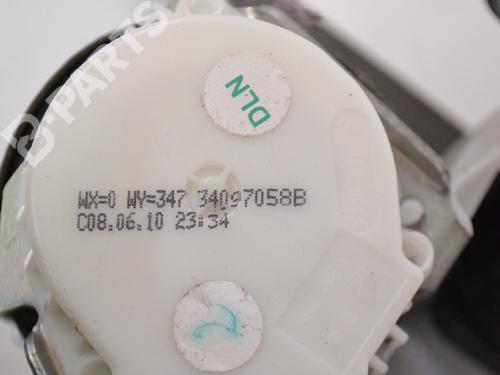 B-PARTS
DLN
WX=0 WY=347 34097058B
C08.06.10 23:34
2